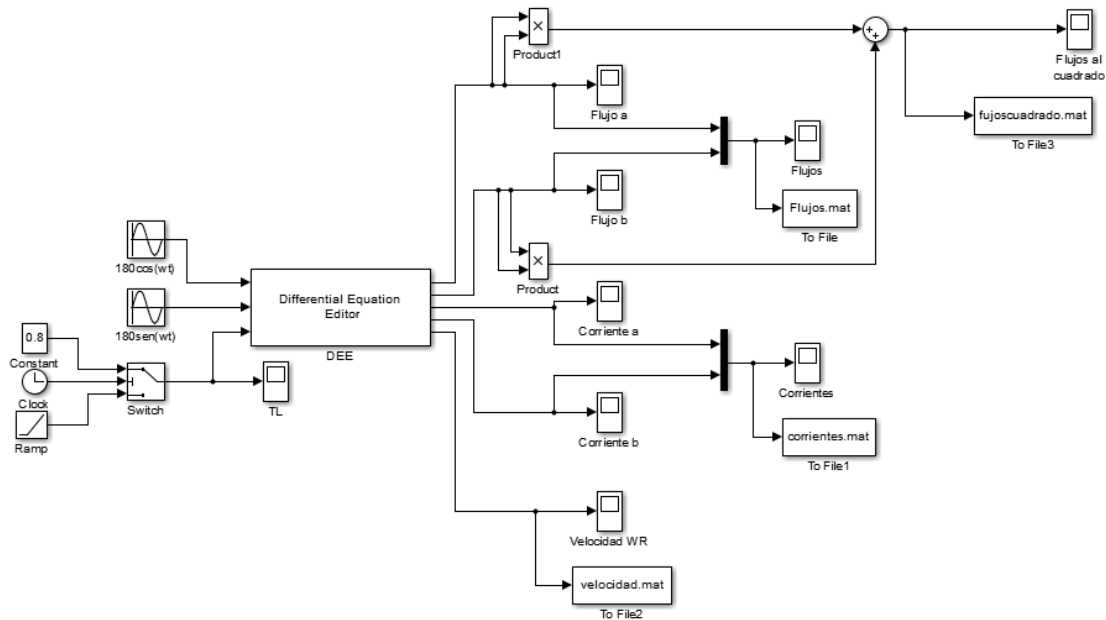 ×
Product1
+
+
Flujos al
cuadrado
fujoscuadrado.mat
To File3
Flujo a
Flujos
Flujos.mat
To File
Flujo b
×
Product
180cos(wt)
180sen(wt)
Differential Equation
Editor
DEE
0.8
Constant
Clock
Ramp
Switch
TL
Corriente a
Corrientes
corrientes.mat
To File1
Corriente b
Velocidad WR
velocidad.mat
To File2